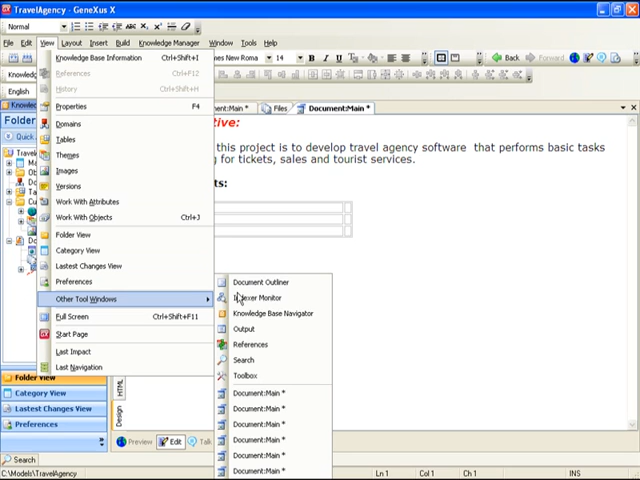 TravelAgency - GeneXus X
Normal
File Edit View Layout Insert Build Knowledge Manager Window Tools Help
Knowledge Base Information Ctrl+Shift+I
References Ctrl+F12
History Ctrl+Shift+H
Properties F4
Domains
Tables
Themes
Images
Versions
Work With Attributes
Work With Objects Ctrl+J
Folder View
Category View
Lastest Changes View
Preferences
Other Tool Windows
Full Screen Ctrl+Shift+F11
Start Page
Last Impact
Last Navigation
New Roman 14 B I U
Back Forward
English
:Main * Files Document:Main *
Folder
Quick
Travel
tive:
this project is to develop travel agency software that performs basic tasks
g for tickets, sales and tourist services.
ts:
Document Outliner
Indexer Monitor
Knowledge Base Navigator
Output
References
Search
Toolbox
Document:Main *
Document:Main *
Document:Main *
Document:Main *
Document:Main *
Document:Main *
Folder View
Category View
Lastest Changes View
Preferences
HTML
Design
Preview Edit Talk
Search
C:\Models\TravelAgency Ln 1 Col 1 Ch 1 INS